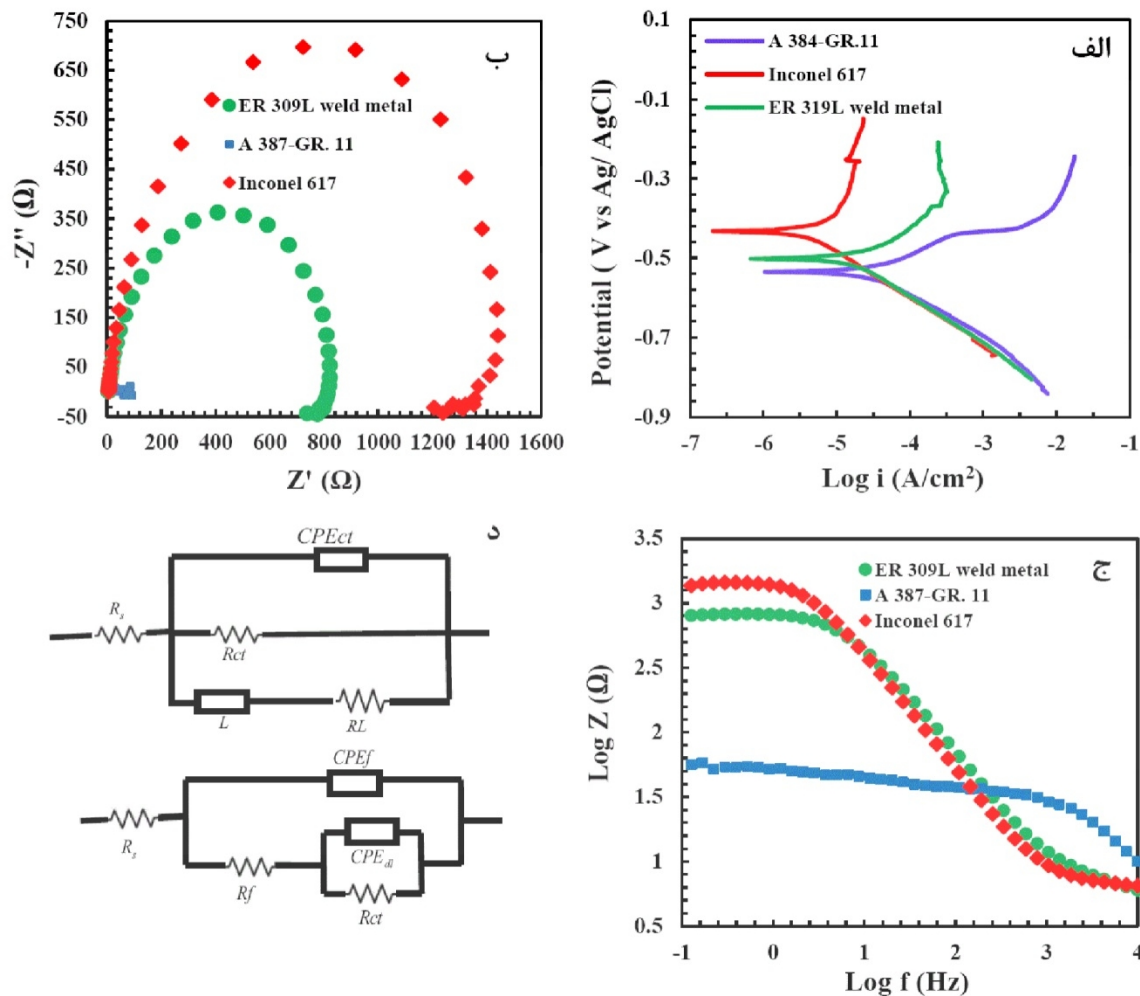 الف
A 384-GR.11
Inconel 617
ER 319L weld metal
0.1
-0.1
-0.3
-0.5
-0.7
-0.9
-7
-6
-5
-4
-3
-2
-1
Potential ( V vs Ag/ AgCl)
Log i (A/cm²)
ب
ER 309L weld metal
A 387-GR. 11
Inconel 617
750
650
550
450
350
250
150
50
-50
0
200
400
600
800
1000
1200
1400
1600
-Z'' (Ω)
Z' (Ω)
ج
ER 309L weld metal
A 387-GR. 11
Inconel 617
3.5
3
2.5
2
1.5
1
0.5
-1
0
1
2
3
4
Log Z (Ω)
Log f (Hz)
د
CPEct
Rs
Rct
L
RL
CPEf
Rs
CPEdl
Rf
Rct